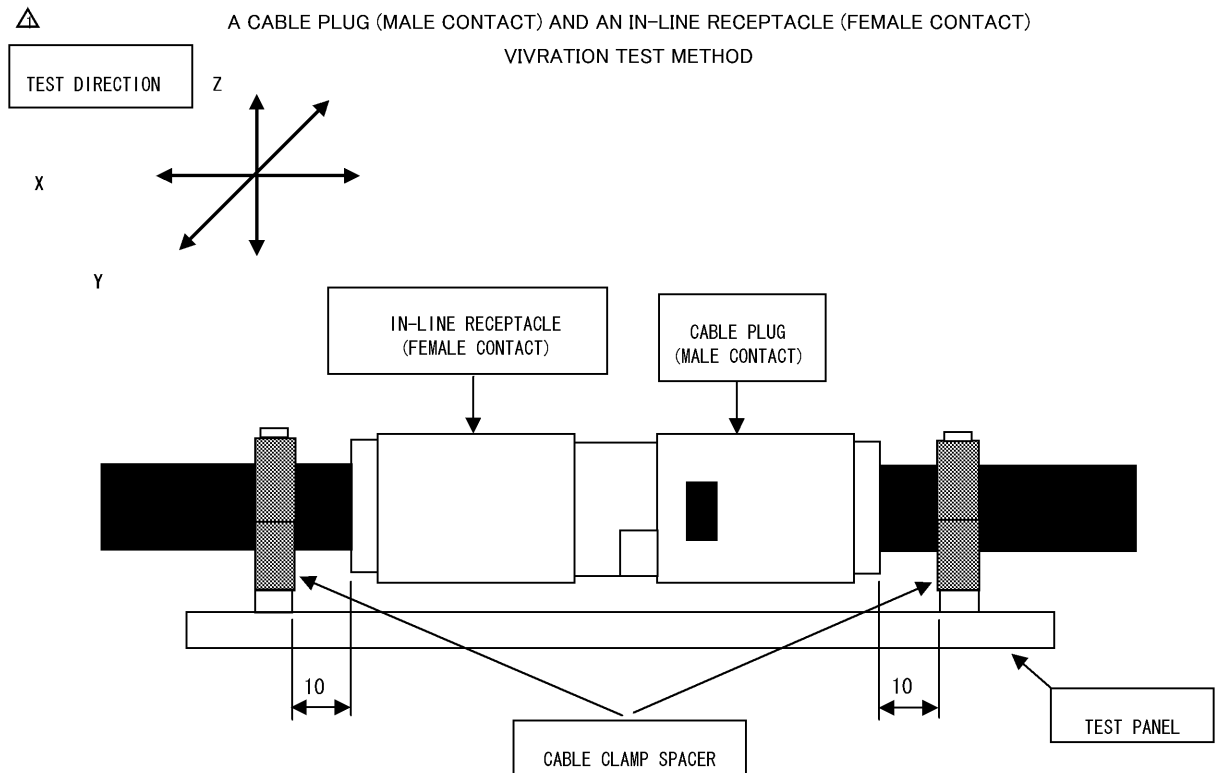 1
A CABLE PLUG (MALE CONTACT) AND AN IN-LINE RECEPTACLE (FEMALE CONTACT)
VIVRATION TEST METHOD
TEST DIRECTION
Z
X
Y
IN-LINE RECEPTACLE
(FEMALE CONTACT)
CABLE PLUG
(MALE CONTACT)
10
10
TEST PANEL
CABLE CLAMP SPACER